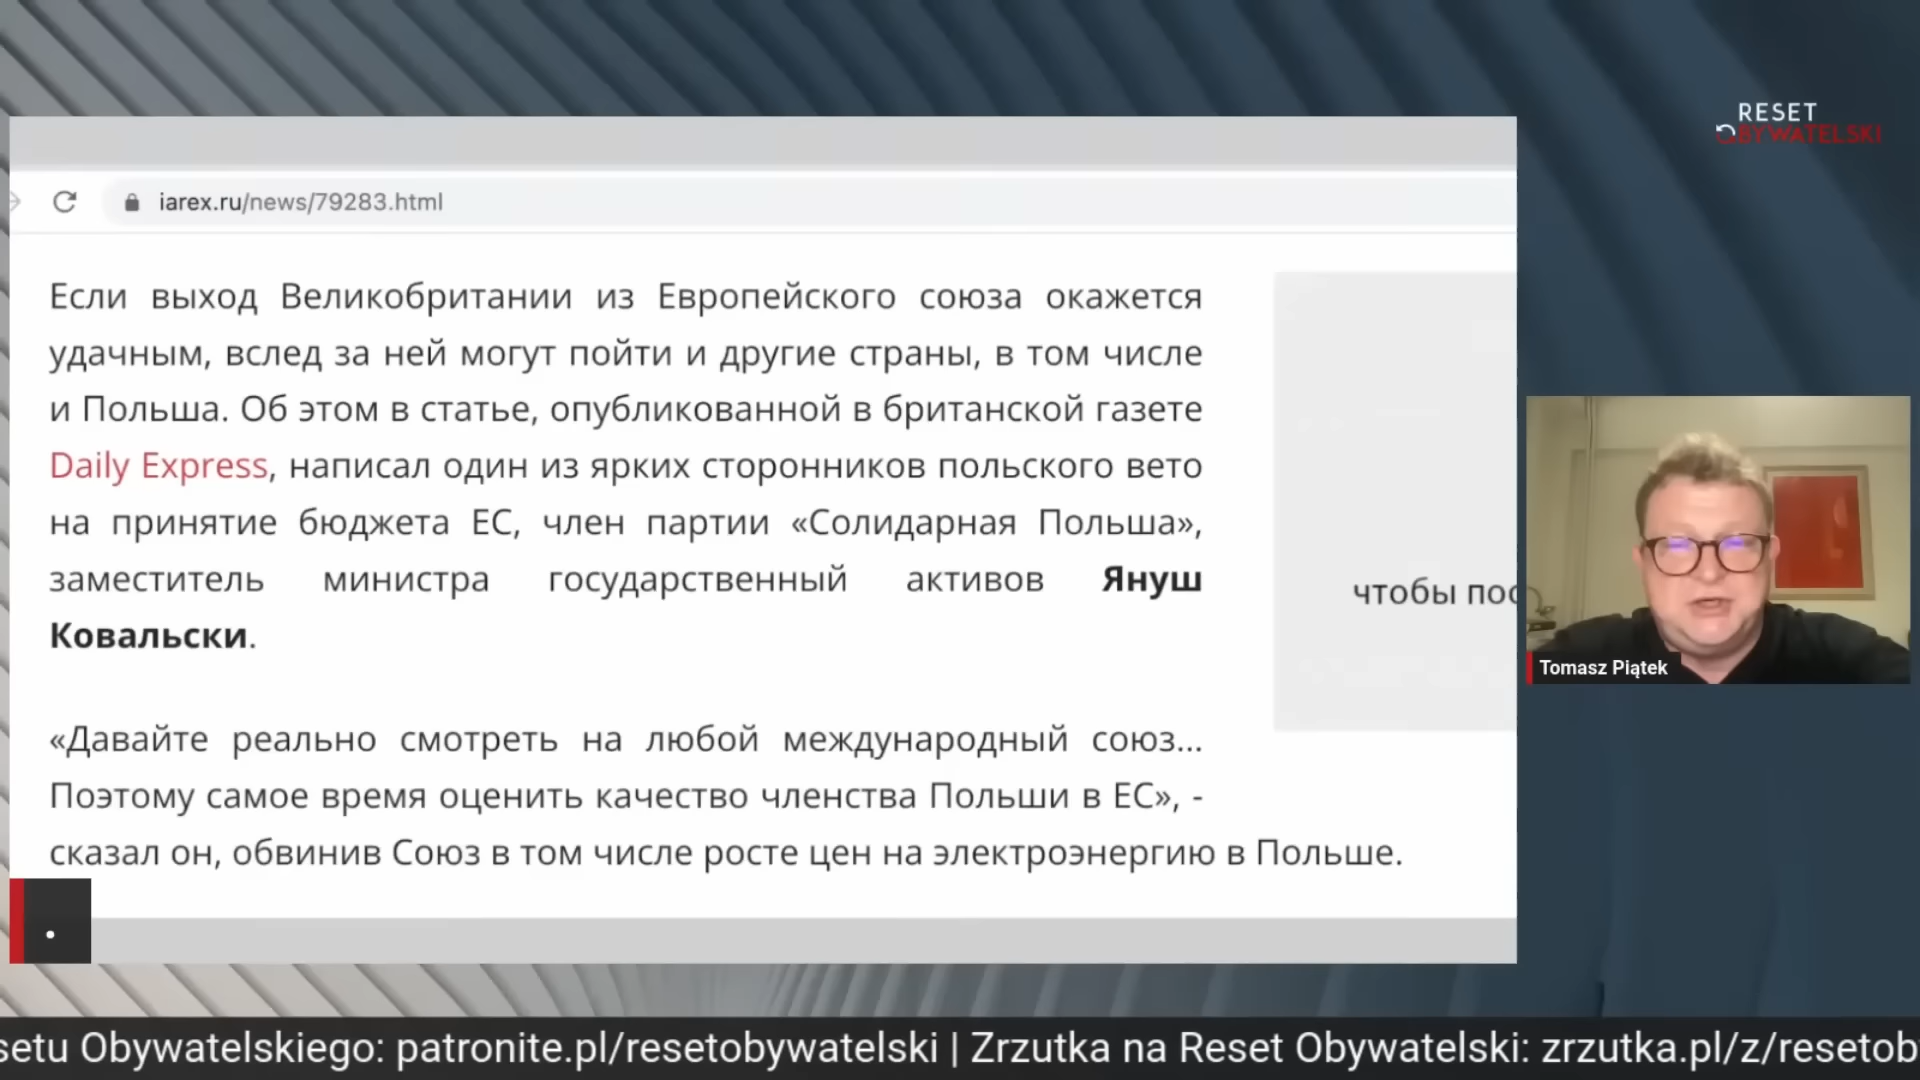 RESET
OBYWATELSKI
iarex.ru/news/79283.html
Если выход Великобритании из Европейского союза окажется
удачным, вслед за ней могут пойти и другие страны, в том числе
и Польша. Об этом в статье, опубликованной в британской газете
Daily Express, написал один из ярких сторонников польского вето
на принятие бюджета ЕС, член партии «Солидарная Польша»,
заместитель министра государственный активов Януш
Ковальски.
чтобы пос
«Давайте реально смотреть на любой международный союз...
Поэтому самое время оценить качество членства Польши в ЕС», -
сказал он, обвинив Союз в том числе росте цен на электроэнергию в Польше.
Tomasz Piątek
.
setu Obywatelskiego: patronite.pl/resetobywatelski | Zrzutka na Reset Obywatelski: zrzutka.pl/z/resetob